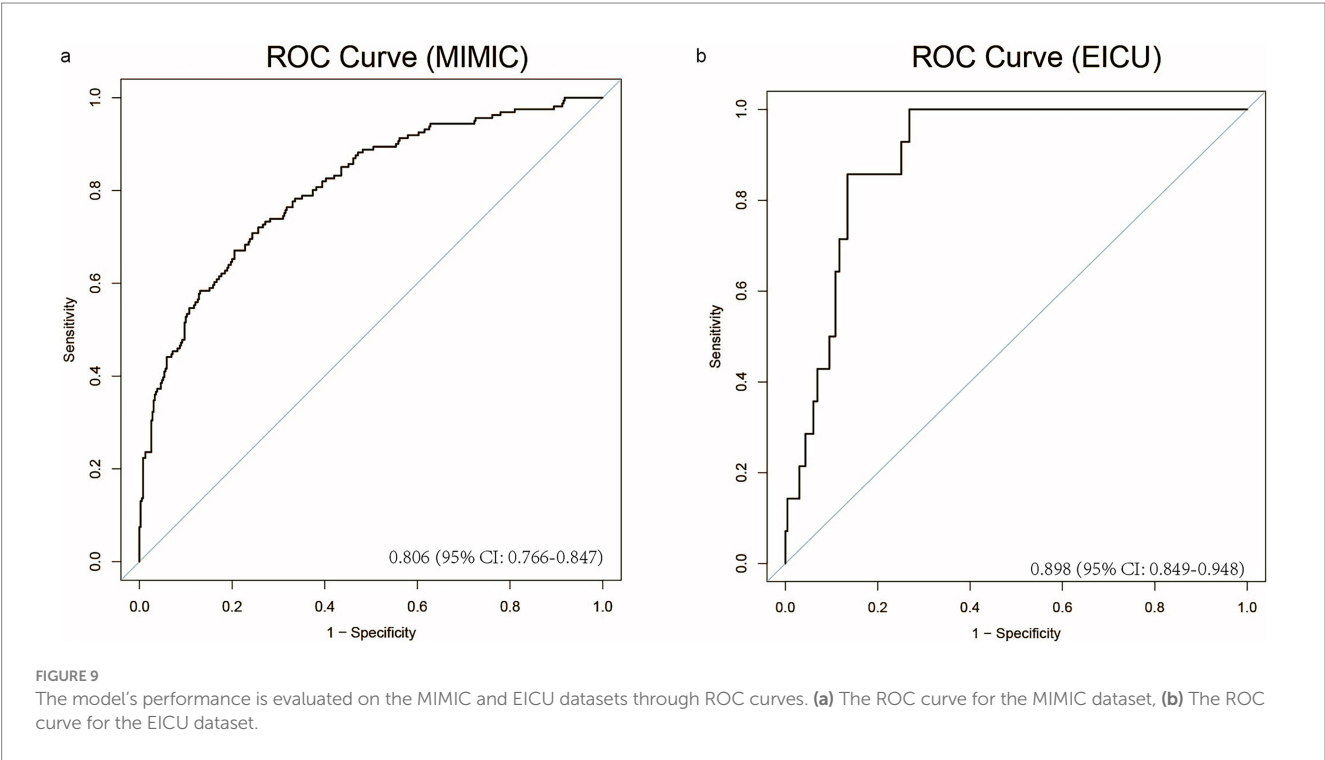 a
ROC Curve (MIMIC)
Sensitivity
1.0
0.8
0.6
0.4
0.2
0.0
0.806 (95% CI: 0.766-0.847)
0.0 0.2 0.4 0.6 0.8 1.0
1 − Specificity
b
ROC Curve (EICU)
Sensitivity
1.0
0.8
0.6
0.4
0.2
0.0
0.898 (95% CI: 0.849-0.948)
0.0 0.2 0.4 0.6 0.8 1.0
1 − Specificity
FIGURE 9
The model’s performance is evaluated on the MIMIC and EICU datasets through ROC curves. (a) The ROC curve for the MIMIC dataset, (b) The ROC
curve for the EICU dataset.